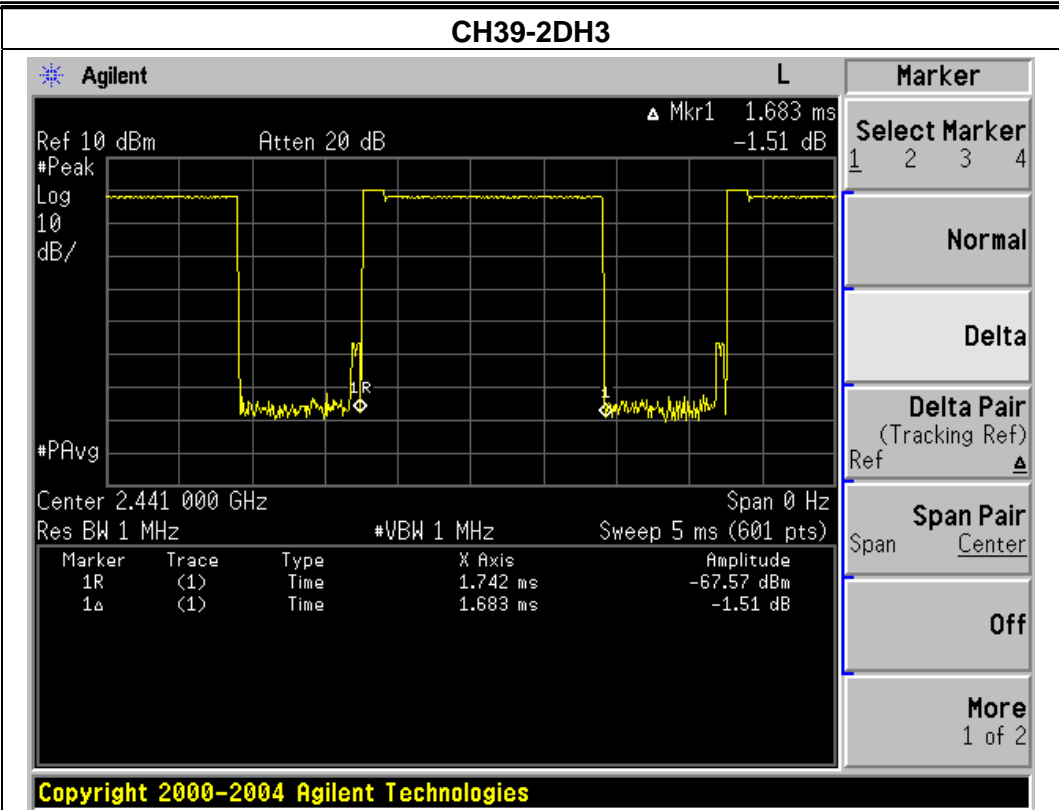 CH39-2DH3
Agilent L Marker
Δ Mkr1 1.683 ms
Ref 10 dBm Atten 20 dB -1.51 dB
#Peak
Log
10
dB/
1R
1
#PAvg
Center 2.441 000 GHz Span 0 Hz
Res BW 1 MHz #VBW 1 MHz Sweep 5 ms (601 pts)
Marker Trace Type X Axis Amplitude
1R (1) Time 1.742 ms -67.57 dBm
1Δ (1) Time 1.683 ms -1.51 dB
Select Marker
1 2 3 4
Normal
Delta
Delta Pair
(Tracking Ref)
Ref Δ
Span Pair
Span Center
Off
More
1 of 2
Copyright 2000-2004 Agilent Technologies